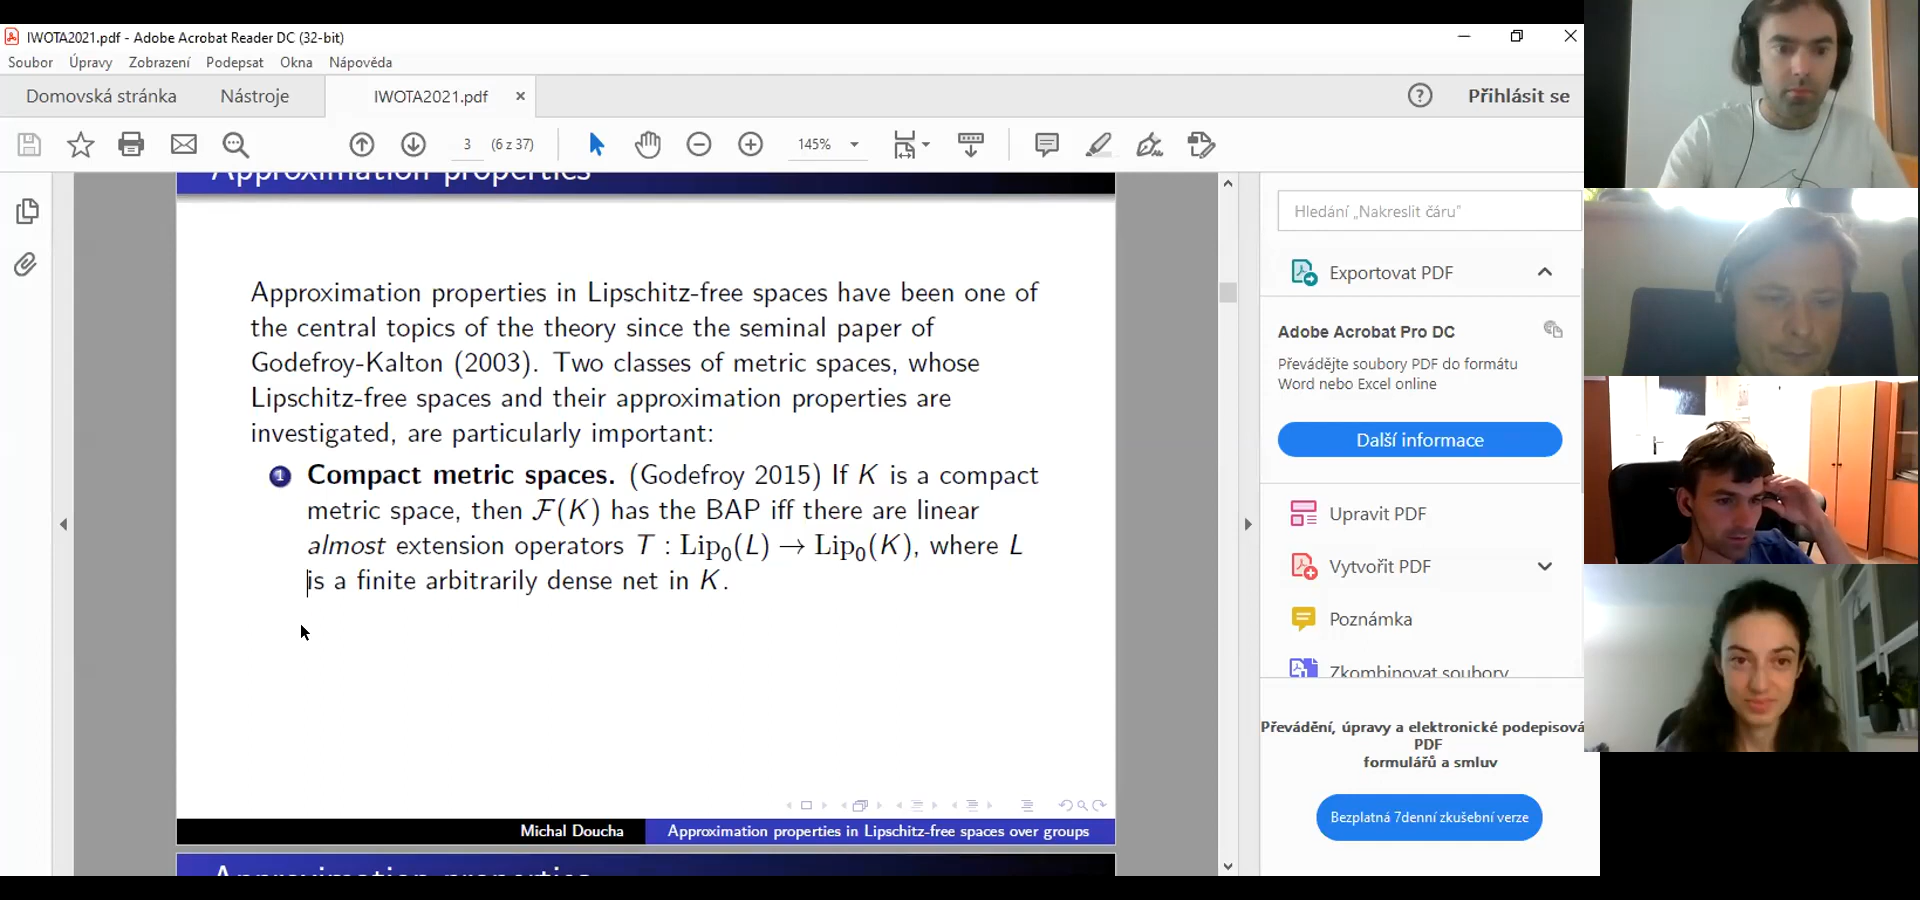 IWOTA2021.pdf - Adobe Acrobat Reader DC (32-bit)
Soubor Úpravy Zobrazení Podepsat Okna Nápověda
Domovská stránka Nástroje IWOTA2021.pdf × Přihlásit se
3 (6 z 37) 145%
Approximation properties
Approximation properties in Lipschitz-free spaces have been one of
the central topics of the theory since the seminal paper of
Godefroy-Kalton (2003). Two classes of metric spaces, whose
Lipschitz-free spaces and their approximation properties are
investigated, are particularly important:
1 Compact metric spaces. (Godefroy 2015) If K is a compact
metric space, then ℱ(K) has the BAP iff there are linear
almost extension operators T : Lip₀(L) → Lip₀(K), where L
is a finite arbitrarily dense net in K.
Michal Doucha Approximation properties in Lipschitz-free spaces over groups
Approximation properties
Hledání „Nakreslit čáru"
Exportovat PDF
Adobe Acrobat Pro DC
Převádějte soubory PDF do formátu
Word nebo Excel online
Další informace
Upravit PDF
Vytvořit PDF
Poznámka
Zkombinovat soubory
Převádění, úpravy a elektronické podepisová
PDF
formulářů a smluv
Bezplatná 7denní zkušební verze